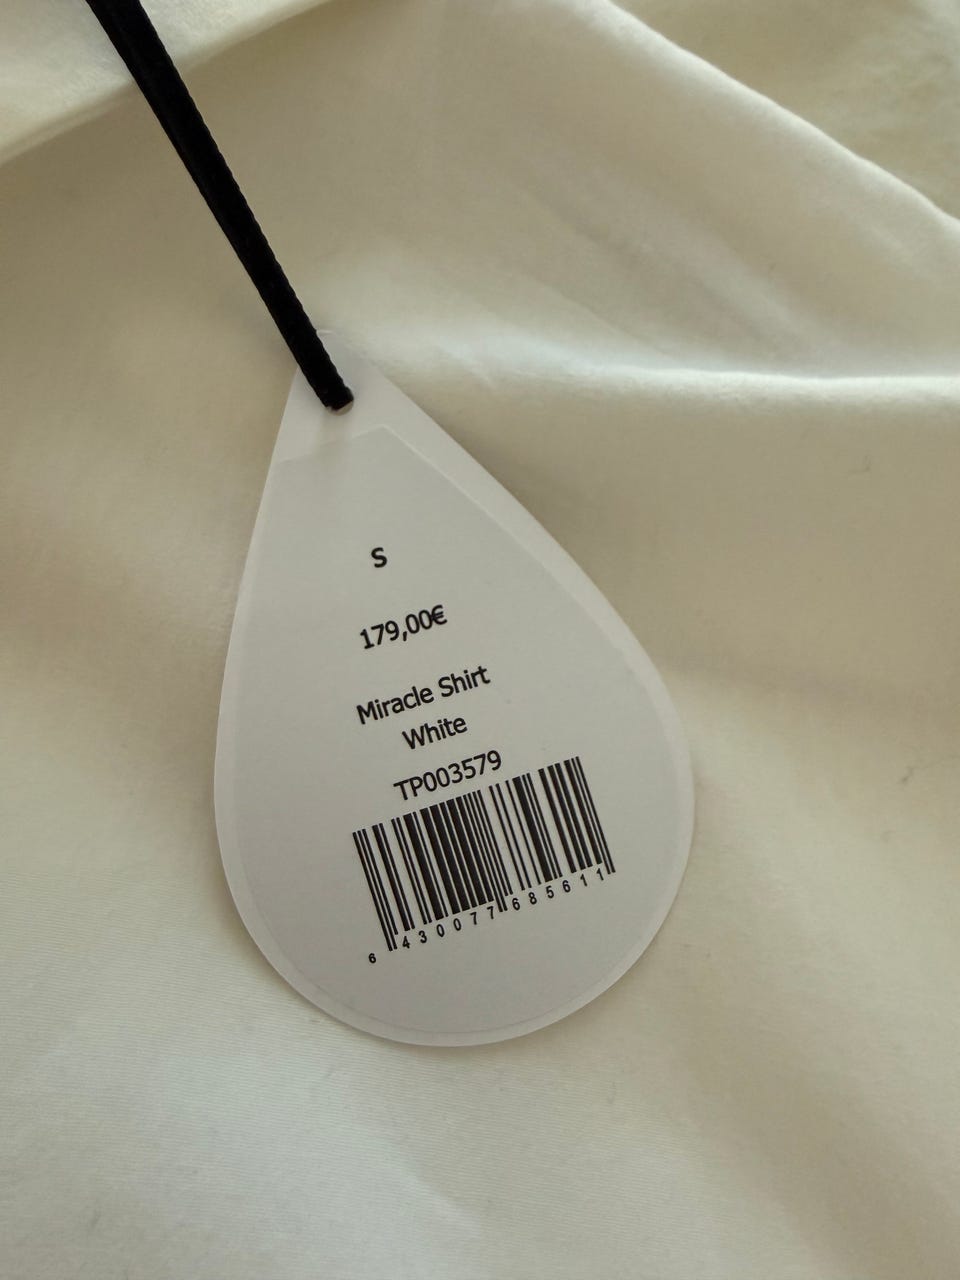 S
179,00€
Miracle Shirt
White
TP003579
6 430077 685611